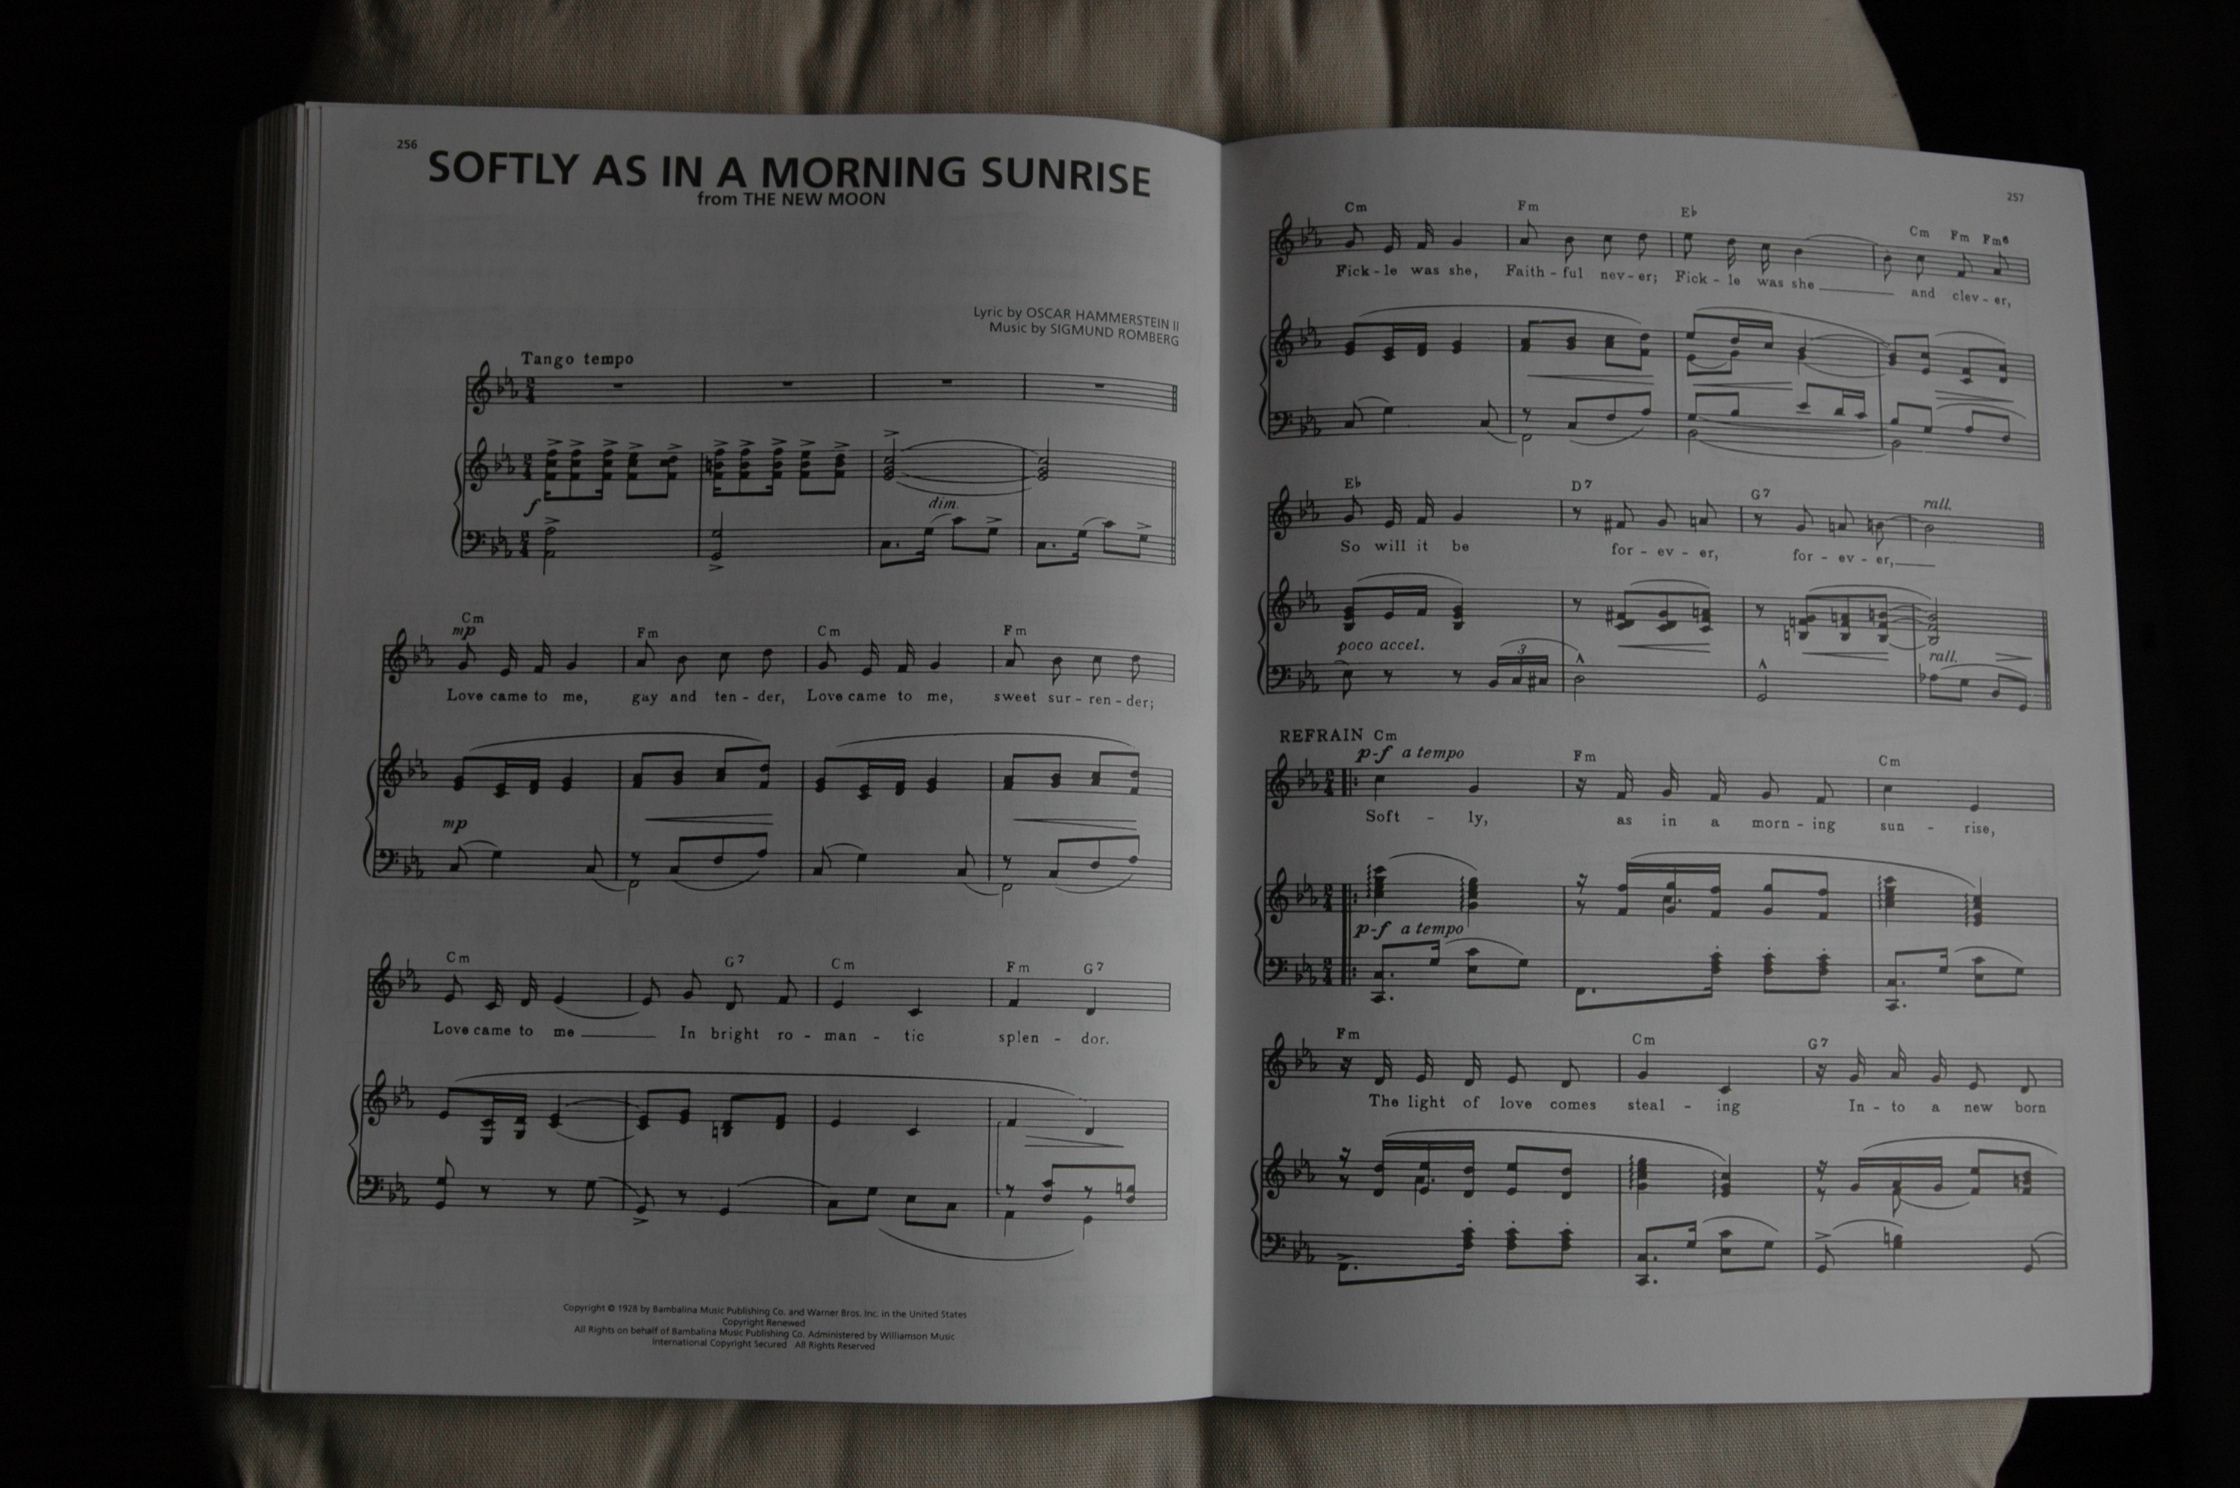 256
SOFTLY AS IN A MORNING SUNRISE
from THE NEW MOON
Lyric by OSCAR HAMMERSTEIN II
Music by SIGMUND ROMBERG
Tango tempo
f
dim.
Cm Fm Cm Fm
mp
Love came to me, gay and ten - der, Love came to me, sweet sur - ren - der;
mp
Cm G7 Cm Fm G7
Love came to me In bright ro - man - tic splen - dor.
Copyright © 1928 by Bambalina Music Publishing Co. and Warner Bros. Inc. in the United States
Copyright Renewed
All Rights on behalf of Bambalina Music Publishing Co. Administered by Williamson Music
International Copyright Secured All Rights Reserved
257
Cm Fm E♭ Cm Fm Fm6
Fick - le was she, Faith - ful nev - er; Fick - le was she and clev - er,
E♭ D7 G7 rall.
So will it be for - ev - er, for - ev - er,
poco accel. 3 rall.
REFRAIN Cm Fm Cm
p-f a tempo
Soft - ly, as in a morn - ing sun - rise,
p-f a tempo
Fm Cm G7
The light of love comes steal - ing In - to a new born